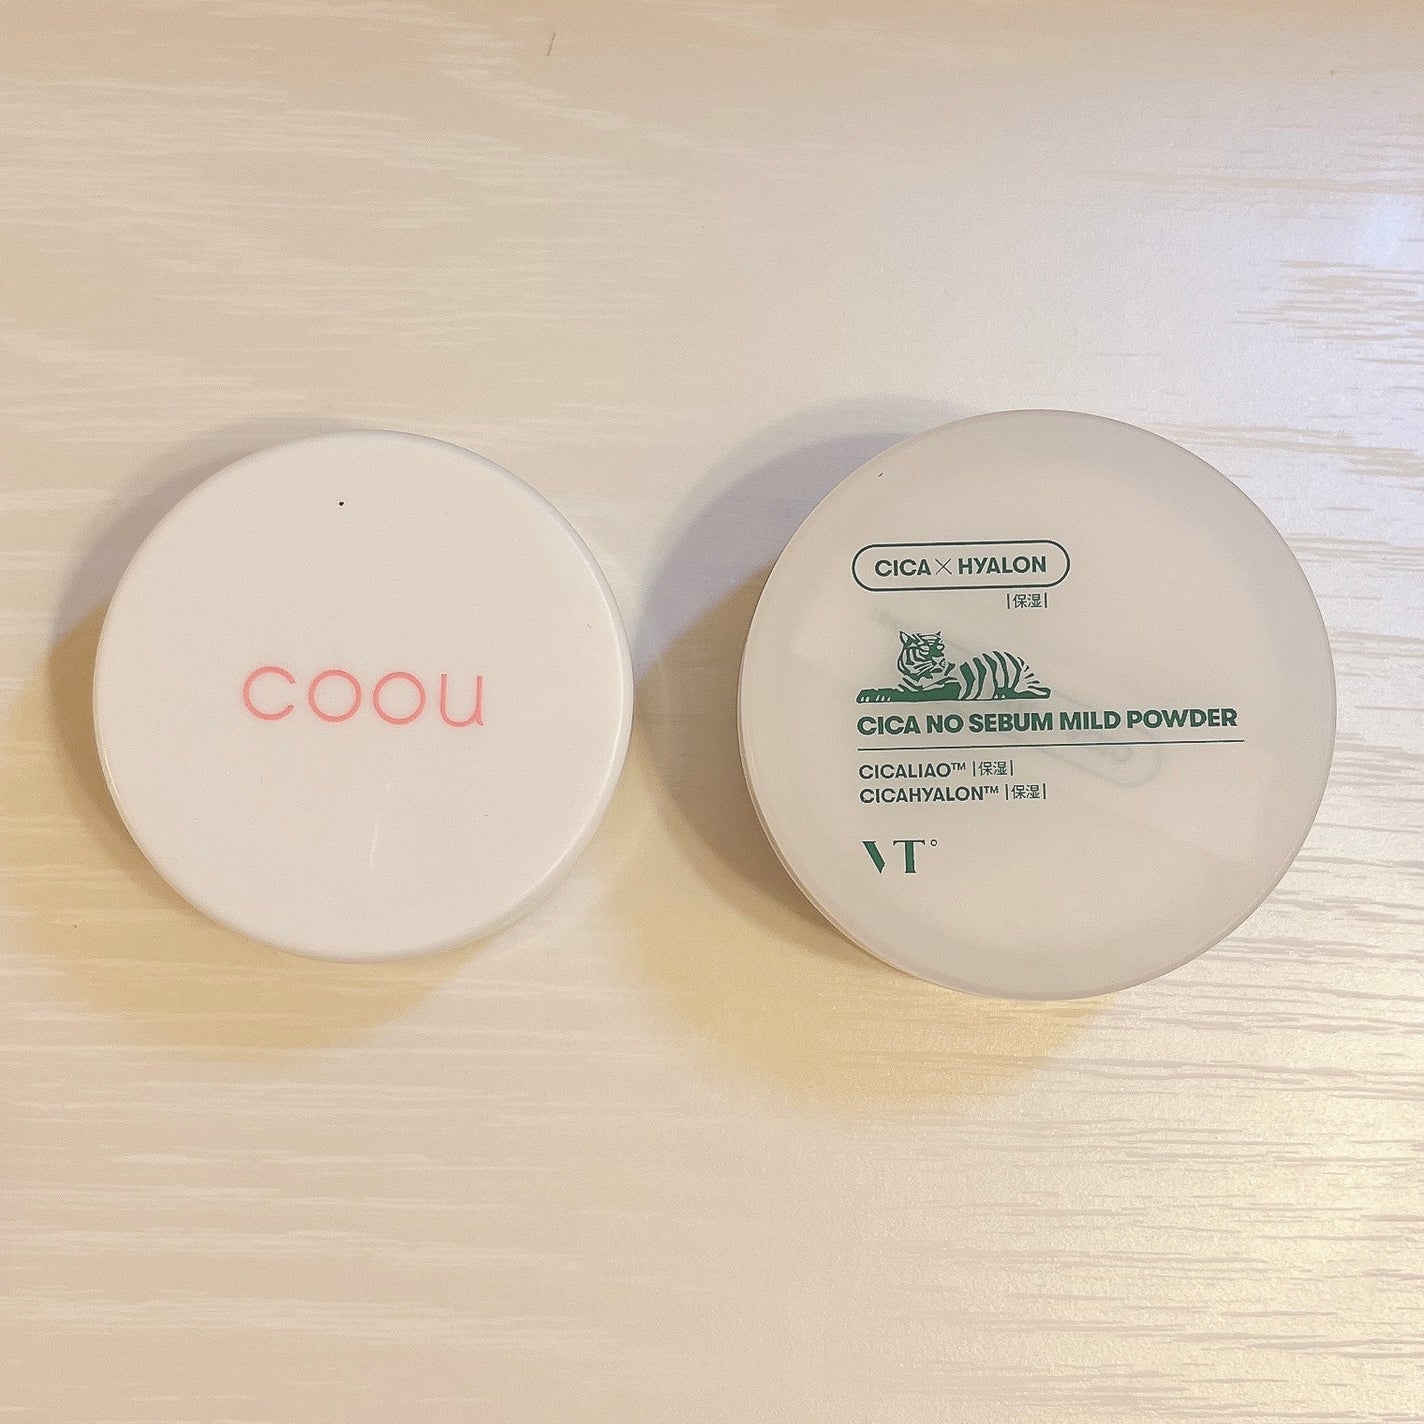 coou
CICA × HYALON
|保湿|
CICA NO SEBUM MILD POWDER
CICALIAO™ |保湿|
CICAHYALON™ |保湿|
VT°